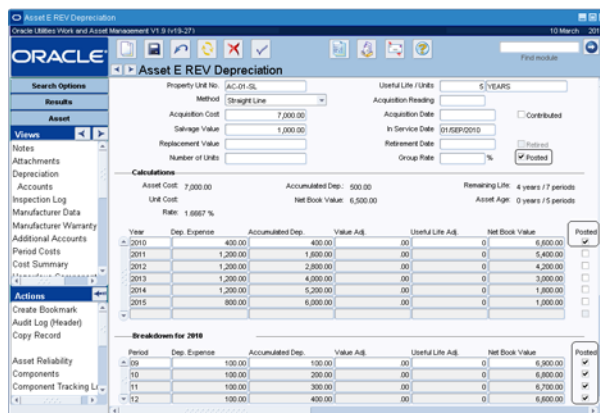 Asset E REV Depreciation
Oracle Utilities Work and Asset Management V1.9 (v19-27) 10 March 201
ORACLE
Find module
Asset E REV Depreciation
Search Options
Results
Asset
Views
Notes
Attachments
Depreciation
Accounts
Inspection Log
Manufacturer Data
Manufacturer Warranty
Additional Accounts
Period Costs
Cost Summary
Actions
Create Bookmark
Audit Log (Header)
Copy Record
Asset Reliability
Components
Component Tracking Lo
Property Unit No. AC-01-SL Useful Life / Units 5 YEARS
Method Straight Line Acquisition Reading
Acquisition Cost 7,000.00 Acquisition Date Contributed
Salvage Value 1,000.00 In Service Date 01/SEP/2010
Replacement Value Retirement Date Retired
Number of Units Group Rate % Posted
Calculations
Asset Cost: 7,000.00 Accumulated Dep.: 500.00 Remaining Life: 4 years / 7 periods
Unit Cost: Net Book Value: 6,500.00 Asset Age: 0 years / 5 periods
Rate: 1.6667 %
Year Dep. Expense Accumulated Dep. Value Adj. Useful Life Adj. Net Book Value Posted
2010 400.00 400.00 .00 0 6,600.00
2011 1,200.00 1,600.00 .00 0 5,400.00
2012 1,200.00 2,800.00 .00 0 4,200.00
2013 1,200.00 4,000.00 .00 0 3,000.00
2014 1,200.00 5,200.00 .00 0 1,800.00
2015 800.00 6,000.00 .00 0 1,000.00
Breakdown for 2010
Period Dep. Expense Accumulated Dep. Value Adj. Useful Life Adj. Net Book Value Posted
09 100.00 100.00 .00 0 6,900.00
10 100.00 200.00 .00 0 6,800.00
11 100.00 300.00 .00 0 6,700.00
12 100.00 400.00 .00 0 6,600.00